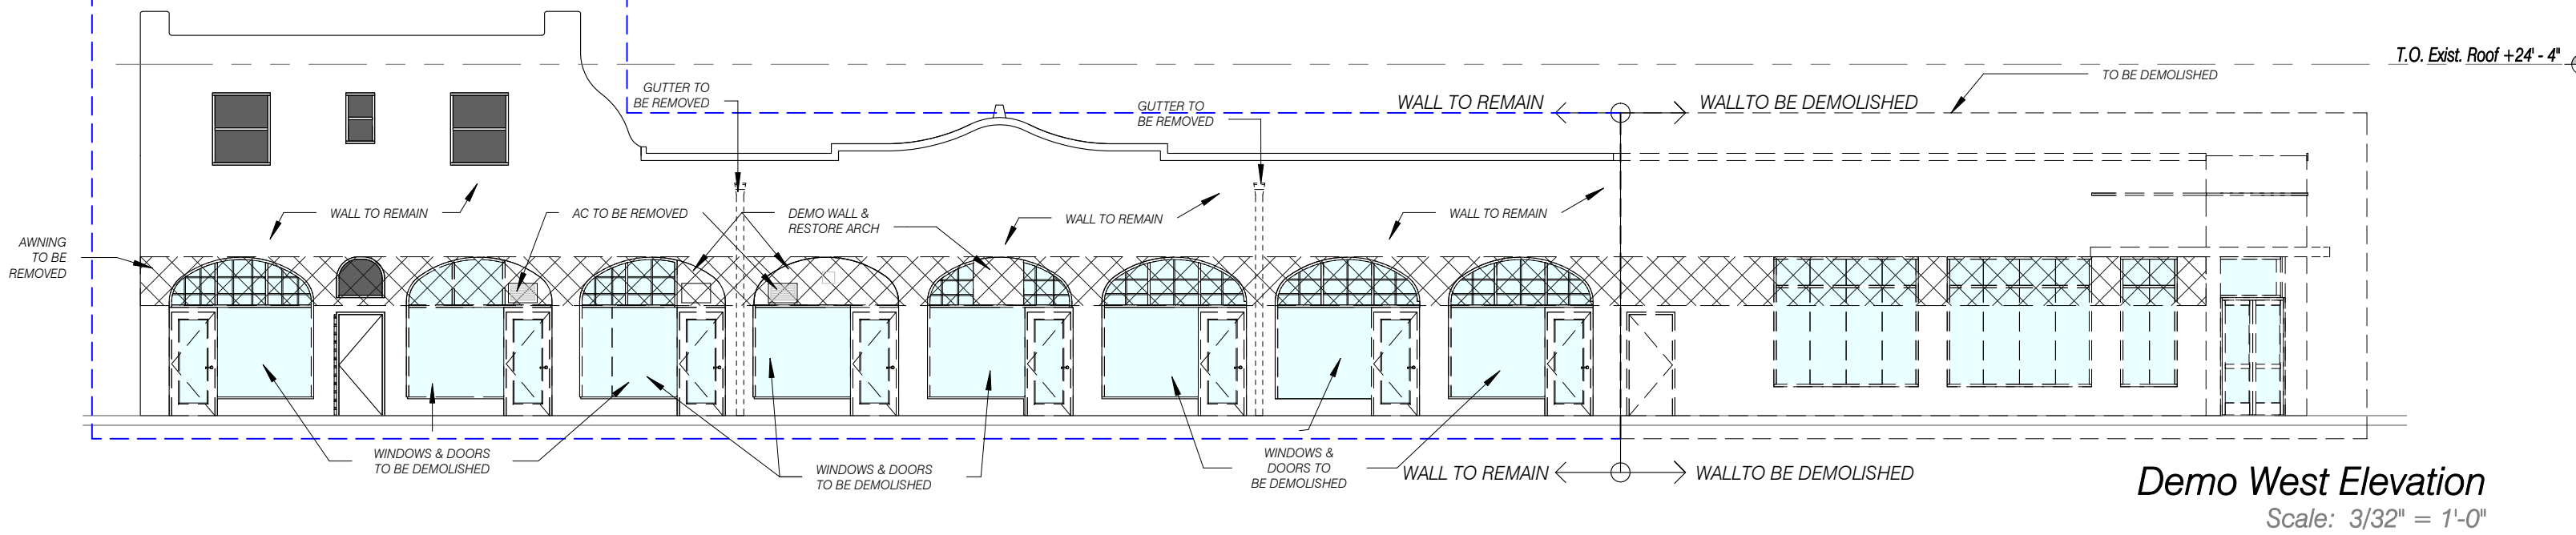 T.O. Exist. Roof +24' - 4"
TO BE DEMOLISHED
GUTTER TO
BE REMOVED
GUTTER TO
BE REMOVED
WALL TO REMAIN
WALLTO BE DEMOLISHED
WALL TO REMAIN
AC TO BE REMOVED
DEMO WALL &
RESTORE ARCH
WALL TO REMAIN
WALL TO REMAIN
AWNING
TO BE
REMOVED
WINDOWS & DOORS
TO BE DEMOLISHED
WINDOWS & DOORS
TO BE DEMOLISHED
WINDOWS &
DOORS TO
BE DEMOLISHED
WALL TO REMAIN
WALLTO BE DEMOLISHED
Demo West Elevation
Scale: 3/32" = 1'-0"